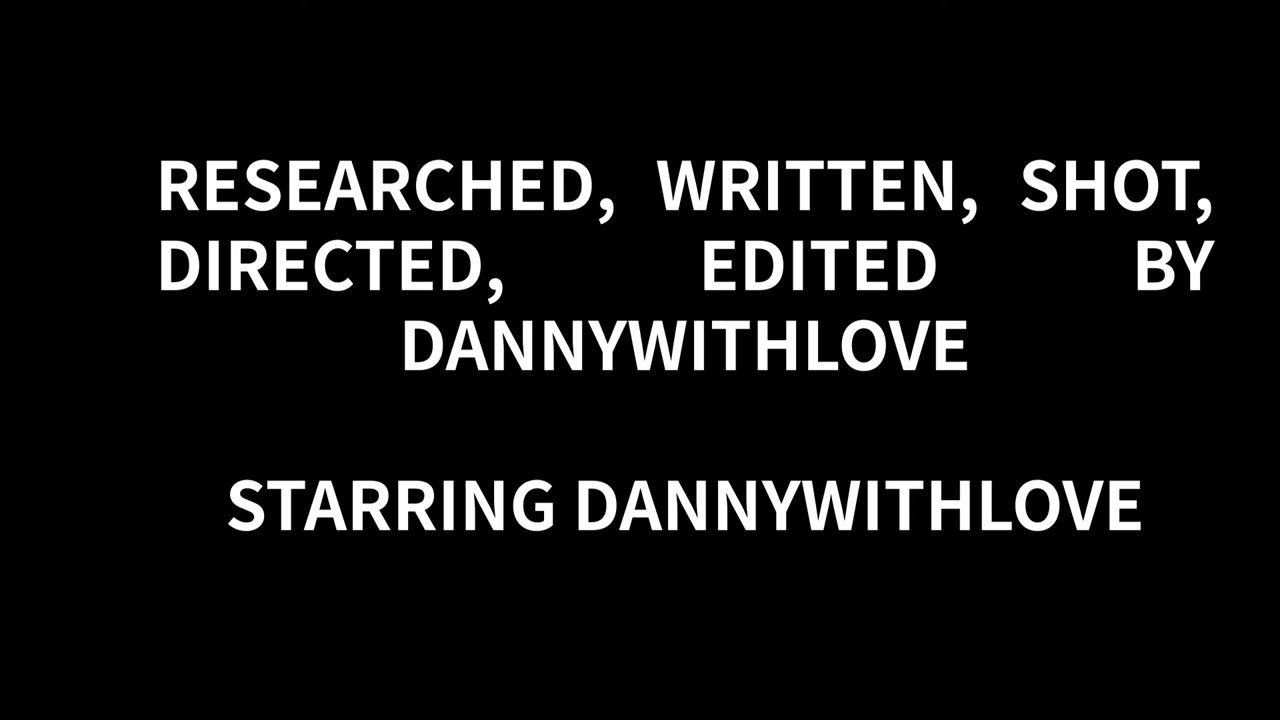 RESEARCHED, WRITTEN, SHOT,
DIRECTED, EDITED BY
DANNYWITHLOVE
STARRING DANNYWITHLOVE